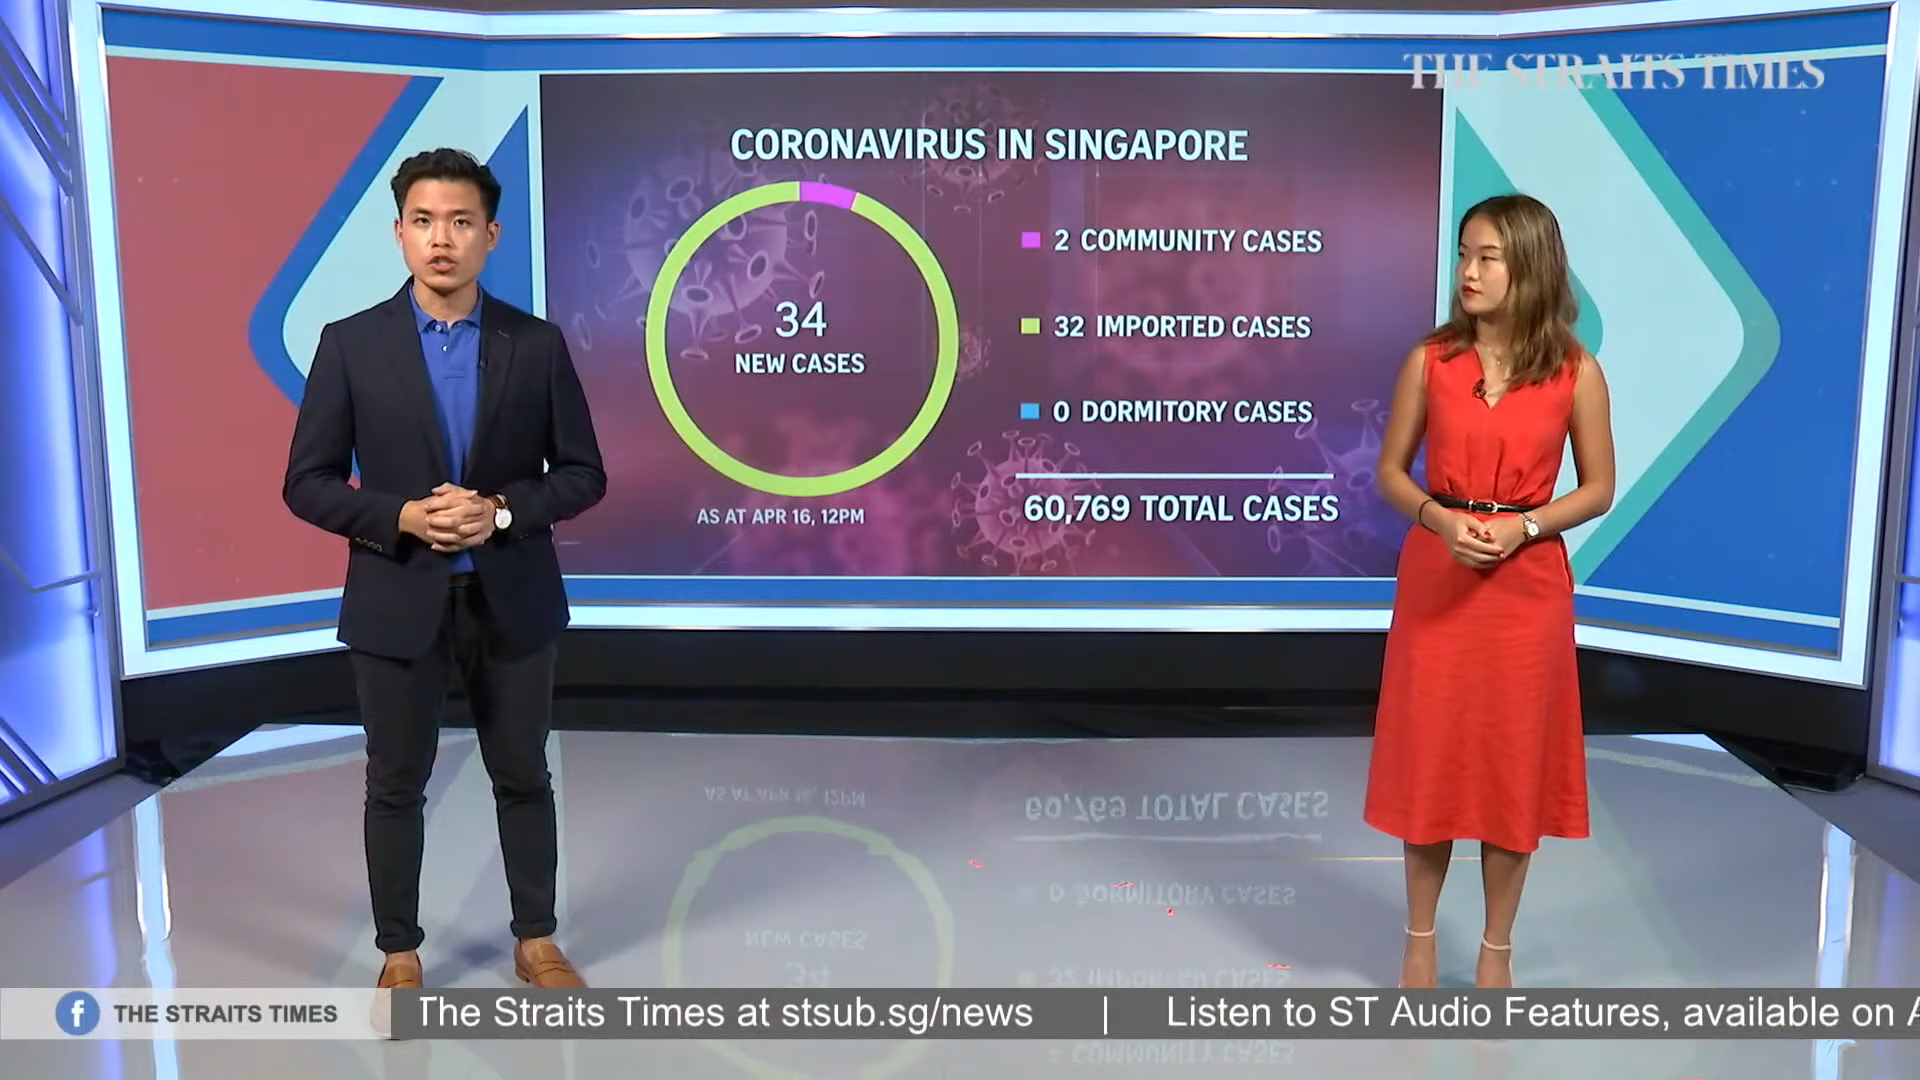 THE STRAITS TIMES
CORONAVIRUS IN SINGAPORE
34
NEW CASES
AS AT APR 16, 12PM
2 COMMUNITY CASES
32 IMPORTED CASES
0 DORMITORY CASES
60,769 TOTAL CASES
f THE STRAITS TIMES
The Straits Times at stsub.sg/news | Listen to ST Audio Features, available on A